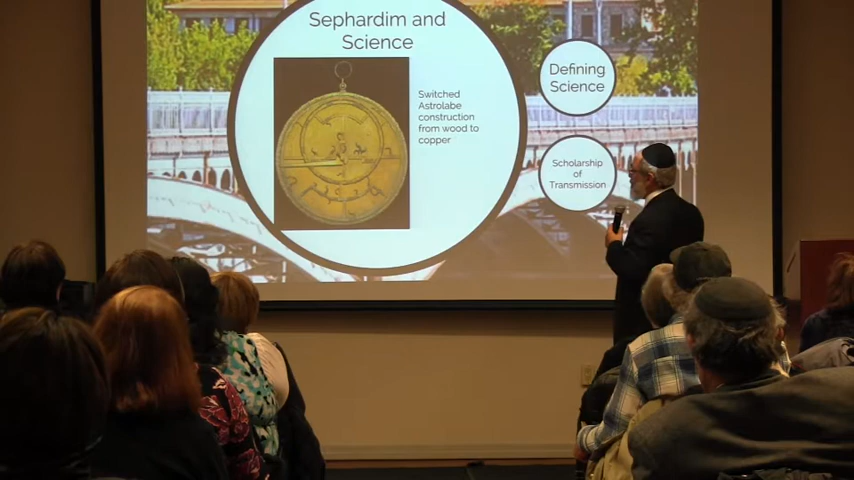 Sephardim and
Science
Switched
Astrolabe
construction
from wood to
copper
Defining
Science
Scholarship
of
Transmission